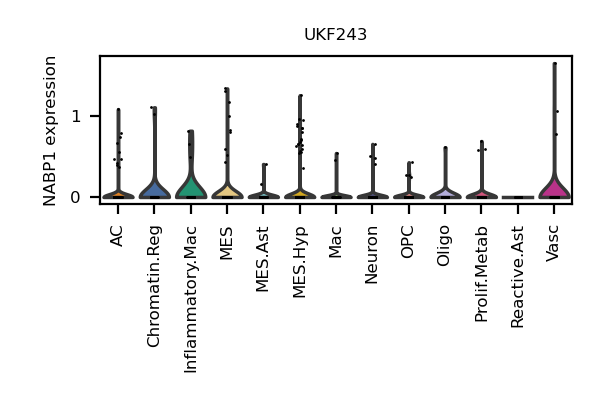 UKF243
NABP1 expression
1
0
AC
Chromatin.Reg
Inflammatory.Mac
MES
MES.Ast
MES.Hyp
Mac
Neuron
OPC
Oligo
Prolif.Metab
Reactive.Ast
Vasc